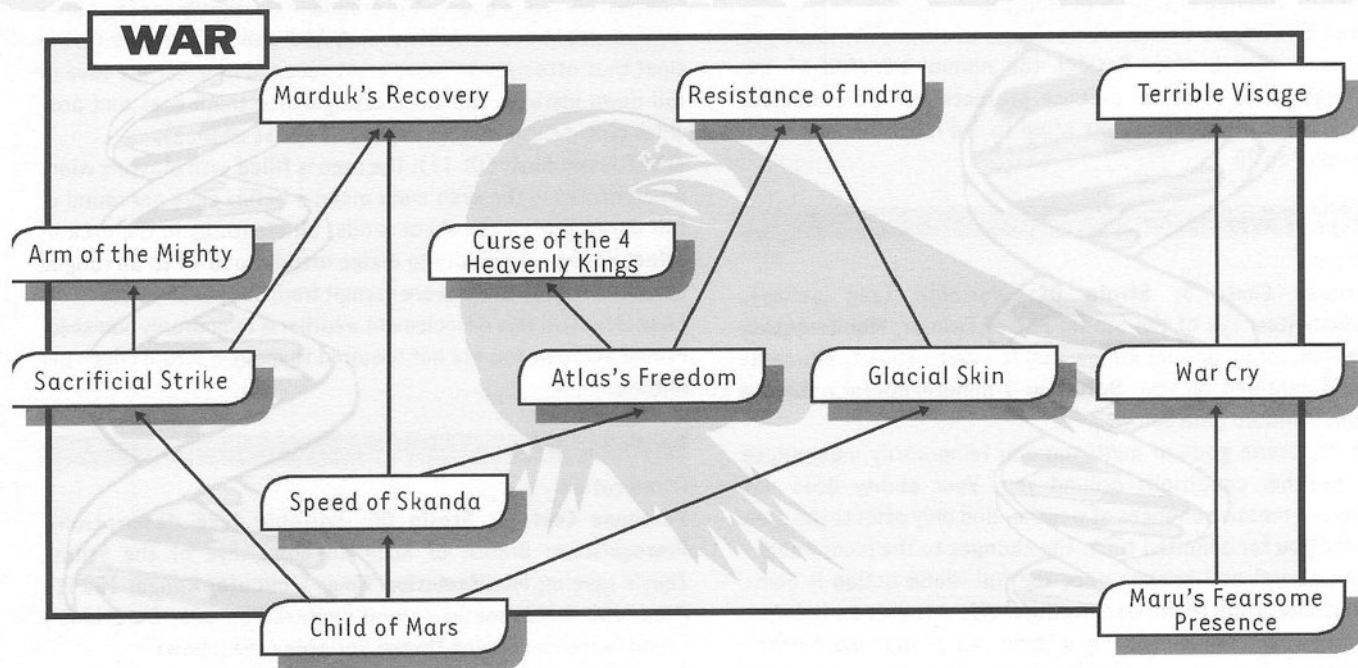 WAR
Marduk's Recovery
Resistance of Indra
Terrible Visage
Arm of the Mighty
Curse of the 4
Heavenly Kings
Sacrificial Strike
Atlas's Freedom
Glacial Skin
War Cry
Speed of Skanda
Child of Mars
Maru's Fearsome
Presence